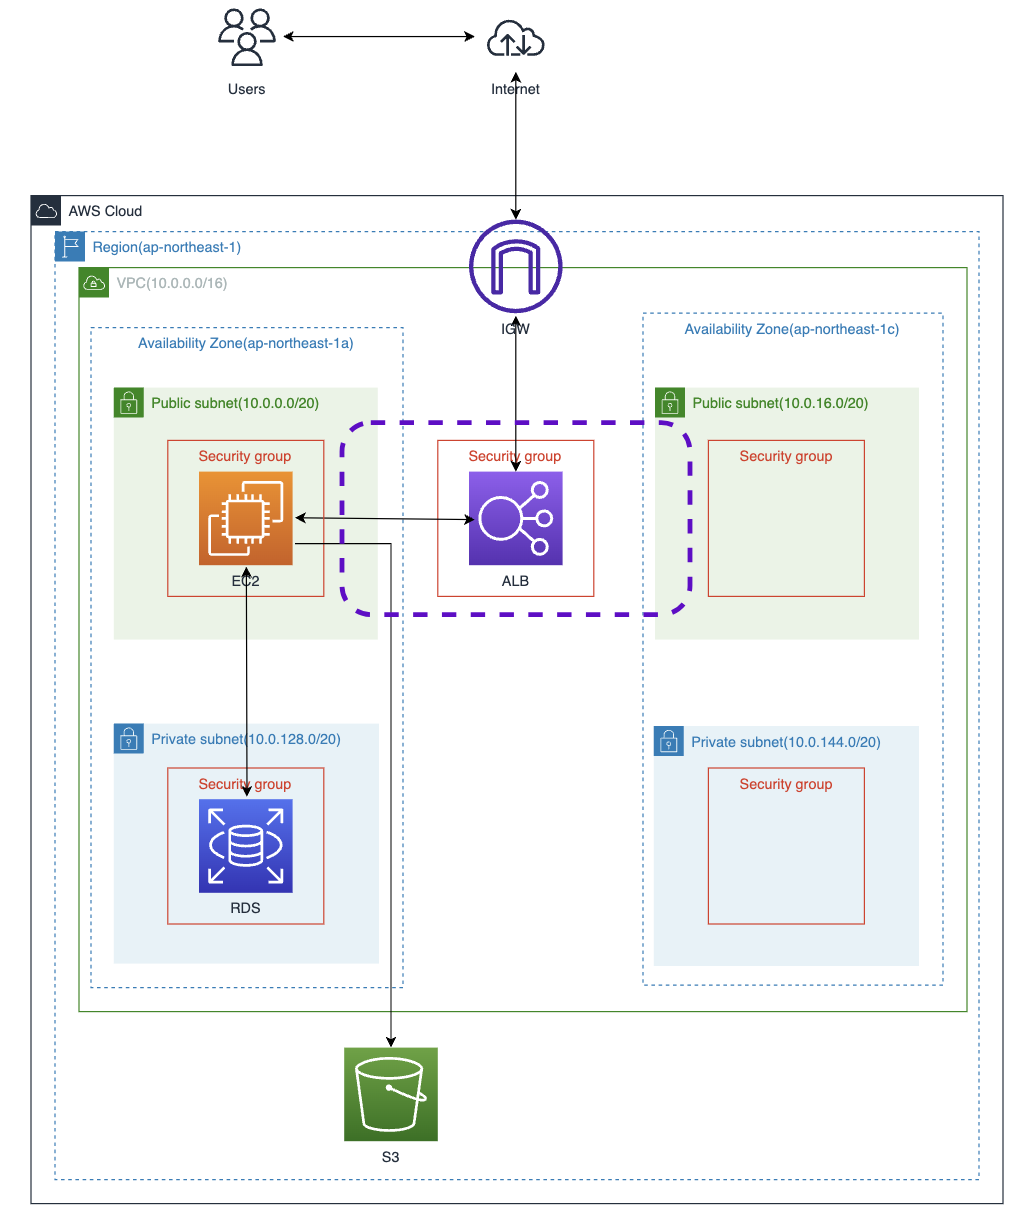 Users
Internet
AWS Cloud
Region(ap-northeast-1)
VPC(10.0.0.0/16)
IGW
Availability Zone(ap-northeast-1a)
Availability Zone(ap-northeast-1c)
Public subnet(10.0.0.0/20)
Public subnet(10.0.16.0/20)
Security group
Security group
Security group
EC2
ALB
Private subnet(10.0.128.0/20)
Private subnet(10.0.144.0/20)
Security group
Security group
RDS
S3